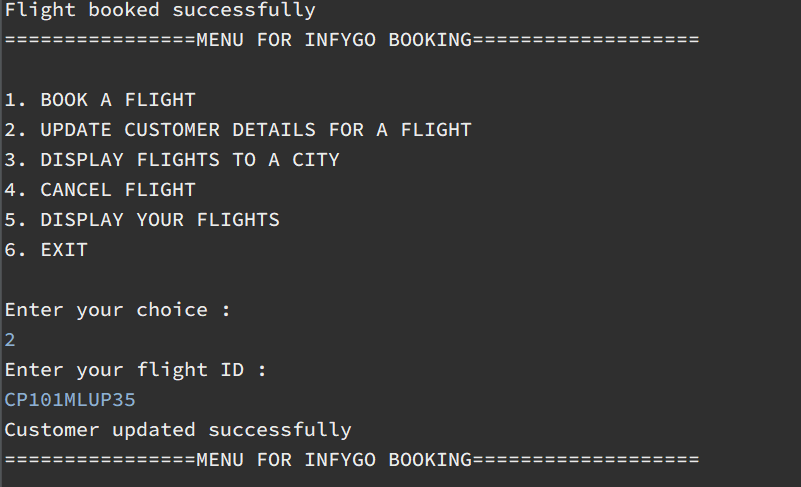 Flight booked successfully
================MENU FOR INFYGO BOOKING===================
1. BOOK A FLIGHT
2. UPDATE CUSTOMER DETAILS FOR A FLIGHT
3. DISPLAY FLIGHTS TO A CITY
4. CANCEL FLIGHT
5. DISPLAY YOUR FLIGHTS
6. EXIT
Enter your choice :
2
Enter your flight ID :
CP101MLUP35
Customer updated successfully
================MENU FOR INFYGO BOOKING===================